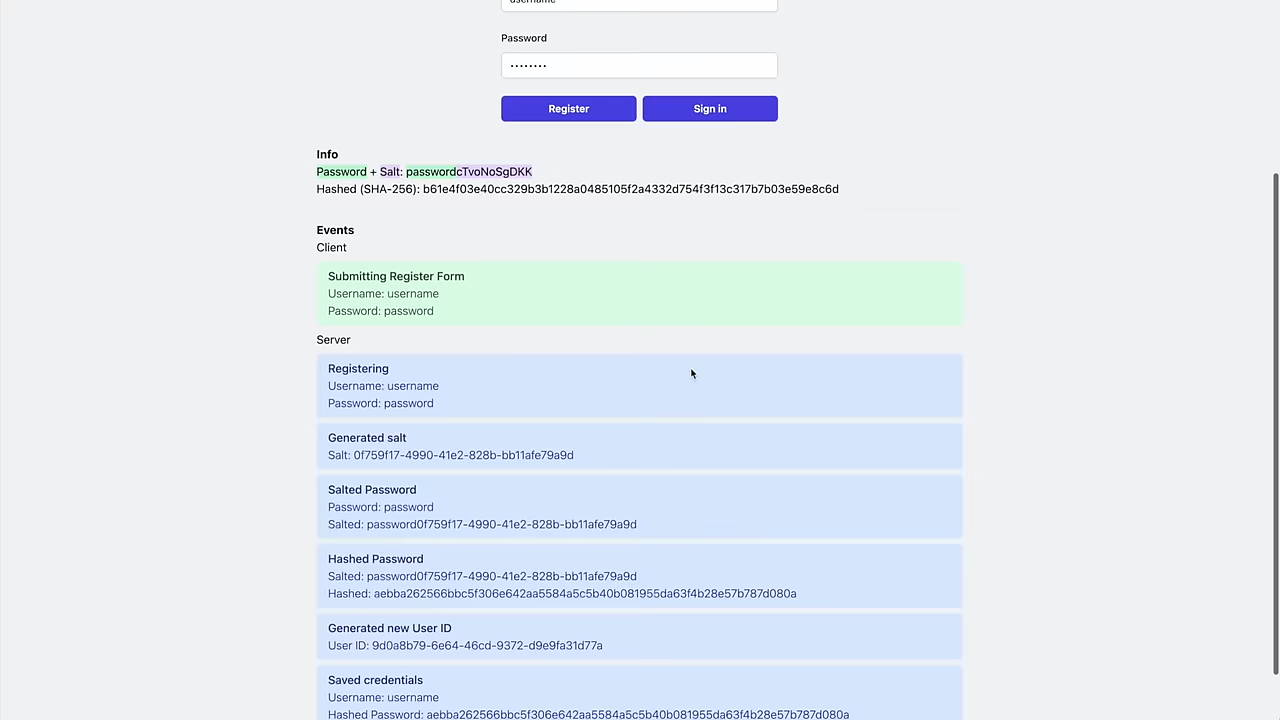 username
Password
Register
Sign in
Info
Password + Salt: passwordcTvoNoSgDKK
Hashed (SHA-256): b61e4f03e40cc329b3b1228a0485105f2a4332d754f3f13c317b7b03e59e8c6d
Events
Client
Submitting Register Form
Username: username
Password: password
Server
Registering
Username: username
Password: password
Generated salt
Salt: 0f759f17-4990-41e2-828b-bb11afe79a9d
Salted Password
Password: password
Salted: password0f759f17-4990-41e2-828b-bb11afe79a9d
Hashed Password
Salted: password0f759f17-4990-41e2-828b-bb11afe79a9d
Hashed: aebba262566bbc5f306e642aa5584a5c5b40b081955da63f4b28e57b787d080a
Generated new User ID
User ID: 9d0a8b79-6e64-46cd-9372-d9e9fa31d77a
Saved credentials
Username: username
Hashed Password: aebba262566bbc5f306e642aa5584a5c5b40b081955da63f4b28e57b787d080a